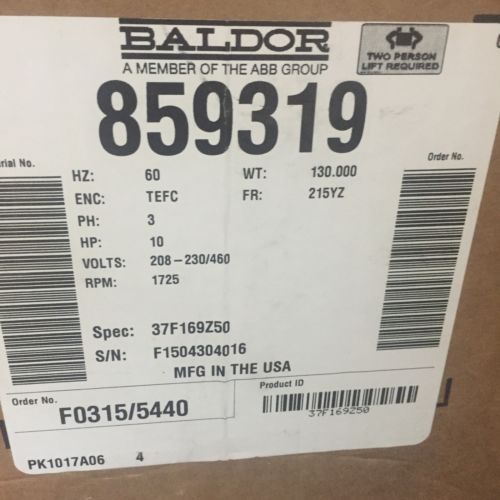 BALDOR
A MEMBER OF THE ABB GROUP
TWO PERSON
LIFT REQUIRED
859319
rial No.
Order No.
HZ: 60 WT: 130.000
ENC: TEFC FR: 215YZ
PH: 3
HP: 10
VOLTS: 208-230/460
RPM: 1725
Spec: 37F169Z50
S/N: F1504304016
MFG IN THE USA
Order No.
F0315/5440
Product ID
37F169Z50
PK1017A06 4